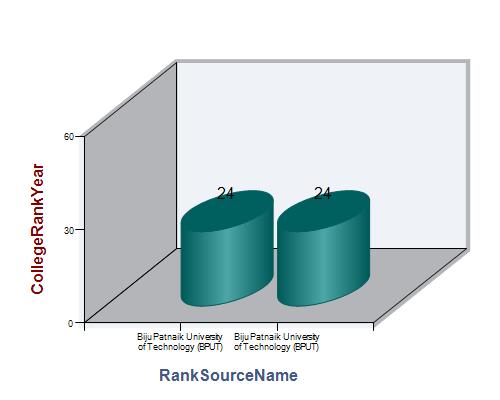 24 24
CollegeRankYear
60
30
0
Biju Patnaik University Biju Patnaik University
of Technology (BPUT) of Technology (BPUT)
RankSourceName